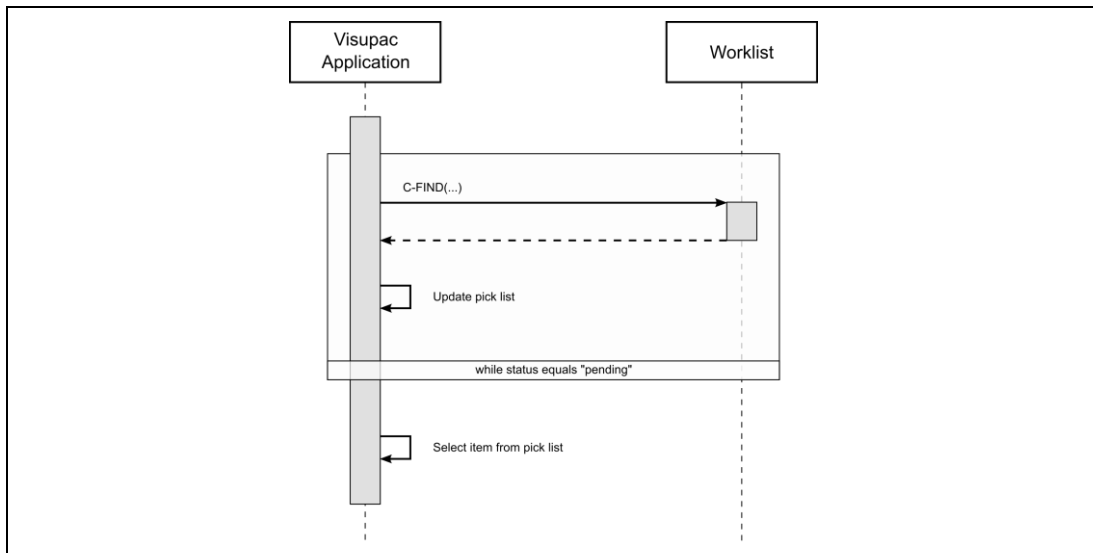 Visupac
Application
Worklist
C-FIND(...)
Update pick list
while status equals "pending"
Select item from pick list